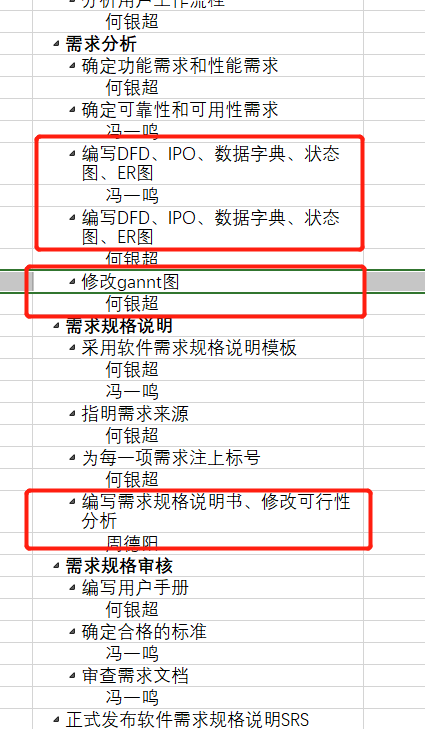 分析用户工作流程
何银超
需求分析
确定功能需求和性能需求
何银超
确定可靠性和可用性需求
冯一鸣
编写DFD、IPO、数据字典、状态
图、ER图
冯一鸣
编写DFD、IPO、数据字典、状态
图、ER图
何银超
修改gannt图
何银超
需求规格说明
采用软件需求规格说明模板
何银超
冯一鸣
指明需求来源
何银超
为每一项需求注上标号
何银超
编写需求规格说明书、修改可行性
分析
周德阳
需求规格审核
编写用户手册
何银超
确定合格的标准
冯一鸣
审查需求文档
冯一鸣
正式发布软件需求规格说明SRS